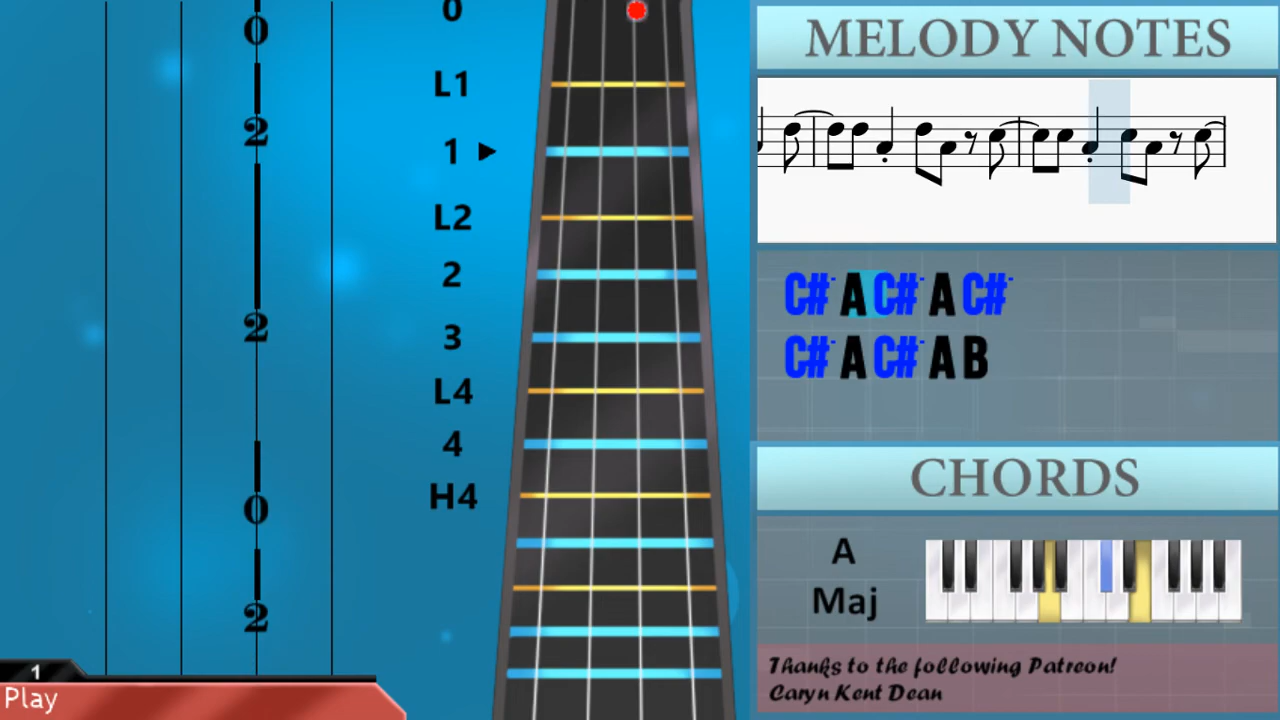 0
2
2
0
2
1
Play
0
L1
1 ►
L2
2
3
L4
4
H4
MELODY NOTES
C#- A C#- A C#-
C#- A C#- A B
CHORDS
A
Maj
Thanks to the following Patreon!
Caryn Kent Dean